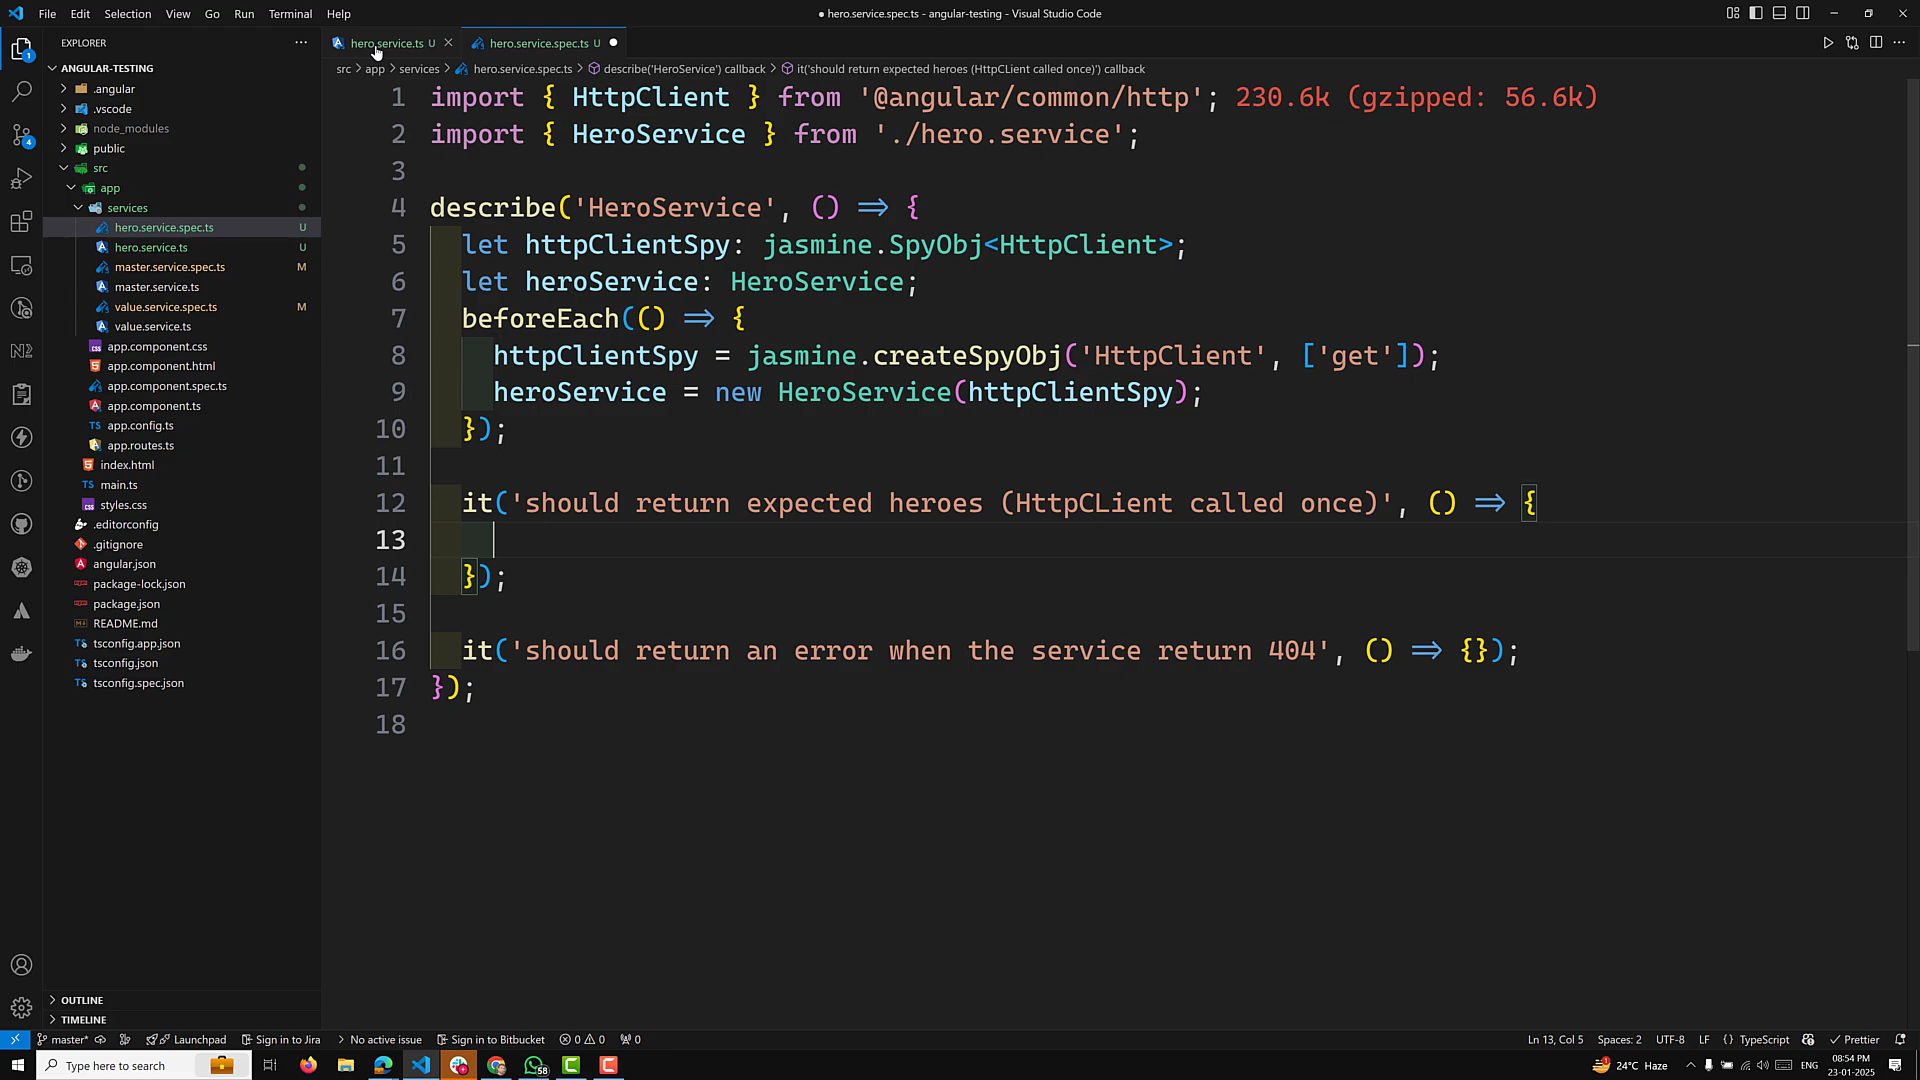 File Edit Selection View Go Run Terminal Help
● hero.service.spec.ts - angular-testing - Visual Studio Code
EXPLORER
hero.service.ts U
hero.service.spec.ts U
src > app > services > hero.service.spec.ts > describe('HeroService') callback > it('should return expected heroes (HttpCLient called once)') callback
ANGULAR-TESTING
.angular
.vscode
node_modules
public
src
app
services
hero.service.spec.ts U
hero.service.ts U
master.service.spec.ts M
master.service.ts
value.service.spec.ts M
value.service.ts
app.component.css
app.component.html
app.component.spec.ts
app.component.ts
app.config.ts
app.routes.ts
index.html
main.ts
styles.css
.editorconfig
.gitignore
angular.json
package-lock.json
package.json
README.md
tsconfig.app.json
tsconfig.json
tsconfig.spec.json
OUTLINE
TIMELINE
1 import { HttpClient } from '@angular/common/http'; 230.6k (gzipped: 56.6k)
2 import { HeroService } from './hero.service';
3
4 describe('HeroService', () => {
5 let httpClientSpy: jasmine.SpyObj<HttpClient>;
6 let heroService: HeroService;
7 beforeEach(() => {
8 httpClientSpy = jasmine.createSpyObj('HttpClient', ['get']);
9 heroService = new HeroService(httpClientSpy);
10 });
11
12 it('should return expected heroes (HttpCLient called once)', () => {
13
14 });
15
16 it('should return an error when the service return 404', () => {});
17 });
18
master* Launchpad Sign in to Jira No active issue Sign in to Bitbucket 0 0 0
Ln 13, Col 5 Spaces: 2 UTF-8 LF {} TypeScript Prettier
Type here to search
58
24°C Haze
ENG
08:54 PM
23-01-2025